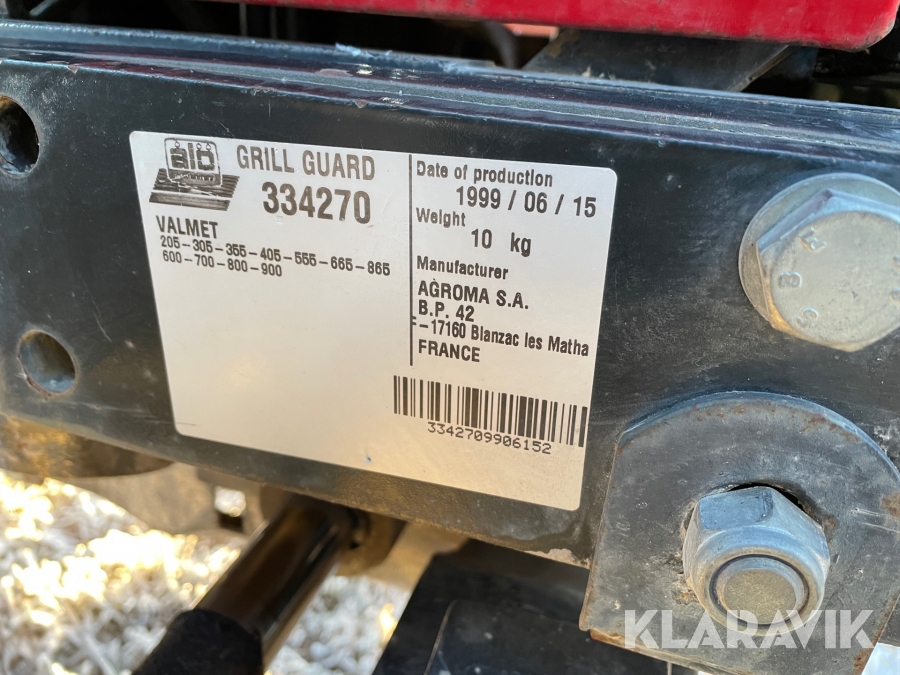 alo
GRILL GUARD
334270
VALMET
205-305-355-405-555-665-865
600-700-800-900
Date of production
1999 / 06 / 15
Weight
10 kg
Manufacturer
AGROMA S.A.
B.P. 42
F-17160 Blanzac les Matha
FRANCE
3342709906152
KLARAVIK